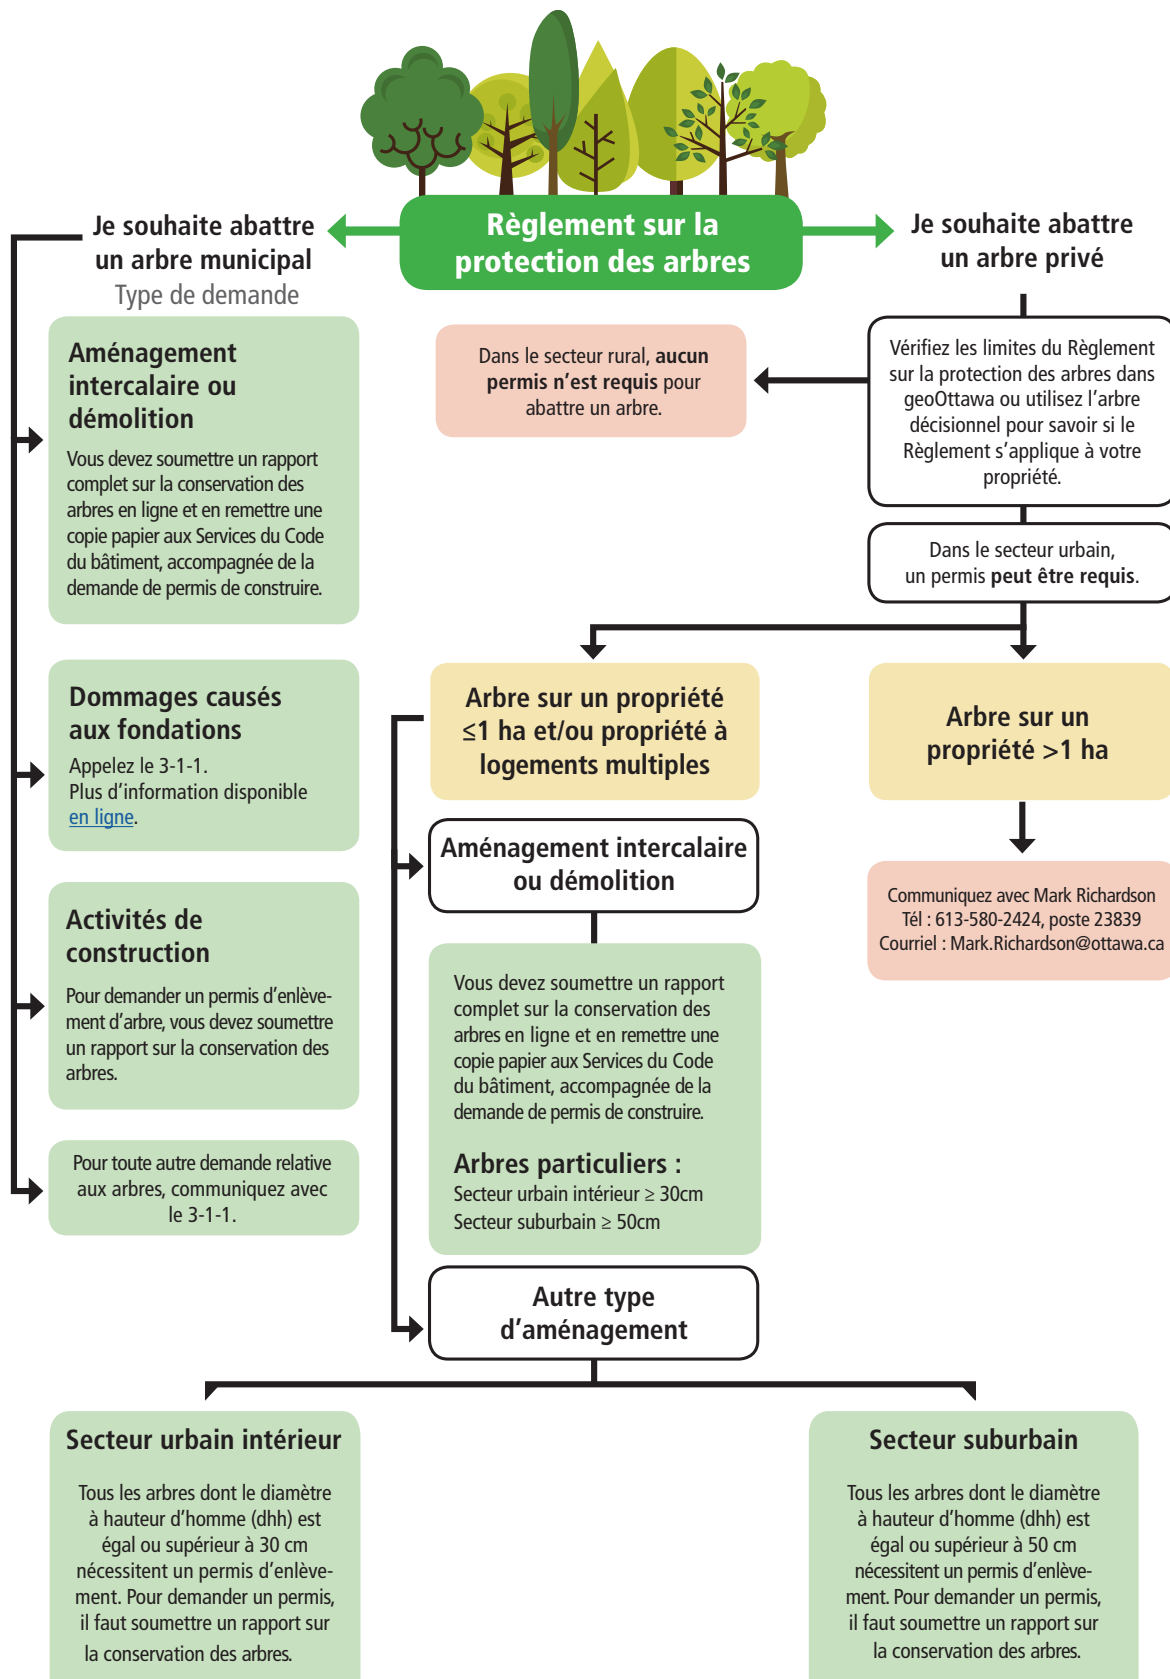 Règlement sur la
protection des arbres
Je souhaite abattre
un arbre municipal
Type de demande
Aménagement
intercalaire ou
démolition
Vous devez soumettre un rapport
complet sur la conservation des
arbres en ligne et en remettre une
copie papier aux Services du Code
du bâtiment, accompagnée de la
demande de permis de construire.
Dommages causés
aux fondations
Appelez le 3-1-1.
Plus d'information disponible
en ligne.
Activités de
construction
Pour demander un permis d'enlève-
ment d'arbre, vous devez soumettre
un rapport sur la conservation des
arbres.
Pour toute autre demande relative
aux arbres, communiquez avec
le 3-1-1.
Je souhaite abattre
un arbre privé
Vérifiez les limites du Règlement
sur la protection des arbres dans
geoOttawa ou utilisez l'arbre
décisionnel pour savoir si le
Règlement s'applique à votre
propriété.
Dans le secteur rural, aucun
permis n'est requis pour
abattre un arbre.
Dans le secteur urbain,
un permis peut être requis.
Arbre sur un propriété
≤1 ha et/ou propriété à
logements multiples
Arbre sur un
propriété >1 ha
Communiquez avec Mark Richardson
Tél : 613-580-2424, poste 23839
Courriel : Mark.Richardson@ottawa.ca
Aménagement intercalaire
ou démolition
Vous devez soumettre un rapport
complet sur la conservation des
arbres en ligne et en remettre une
copie papier aux Services du Code
du bâtiment, accompagnée de la
demande de permis de construire.
Arbres particuliers :
Secteur urbain intérieur ≥ 30cm
Secteur suburbain ≥ 50cm
Autre type
d'aménagement
Secteur urbain intérieur
Tous les arbres dont le diamètre
à hauteur d'homme (dhh) est
égal ou supérieur à 30 cm
nécessitent un permis d'enlève-
ment. Pour demander un permis,
il faut soumettre un rapport sur
la conservation des arbres.
Secteur suburbain
Tous les arbres dont le diamètre
à hauteur d'homme (dhh) est
égal ou supérieur à 50 cm
nécessitent un permis d'enlève-
ment. Pour demander un permis,
il faut soumettre un rapport sur
la conservation des arbres.